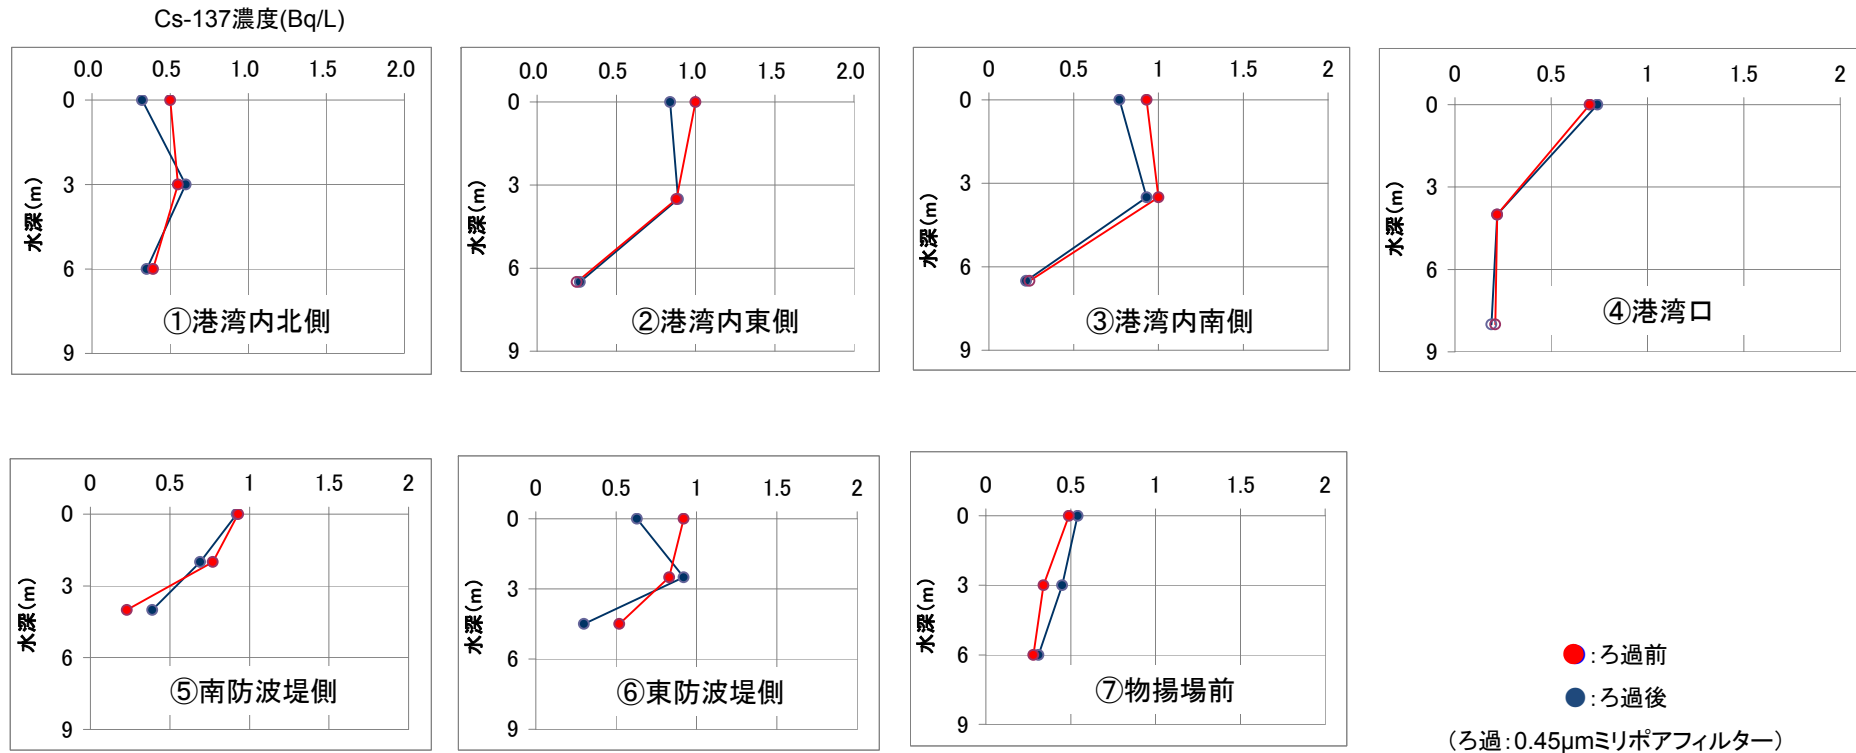 Cs-137濃度(Bq/L)
0.0 0.5 1.0 1.5 2.0
0
3
6
9
水深(m)
①港湾内北側
0.0 0.5 1.0 1.5 2.0
0
3
6
9
水深(m)
②港湾内東側
0 0.5 1 1.5 2
0
3
6
9
水深(m)
③港湾内南側
0 0.5 1 1.5 2
0
3
6
9
水深(m)
④港湾口
0 0.5 1 1.5 2
0
3
6
9
水深(m)
⑤南防波堤側
0 0.5 1 1.5 2
0
3
6
9
水深(m)
⑥東防波堤側
0 0.5 1 1.5 2
0
3
6
9
水深(m)
⑦物揚場前
:ろ過前
:ろ過後
(ろ過:0.45μmミリポアフィルター)